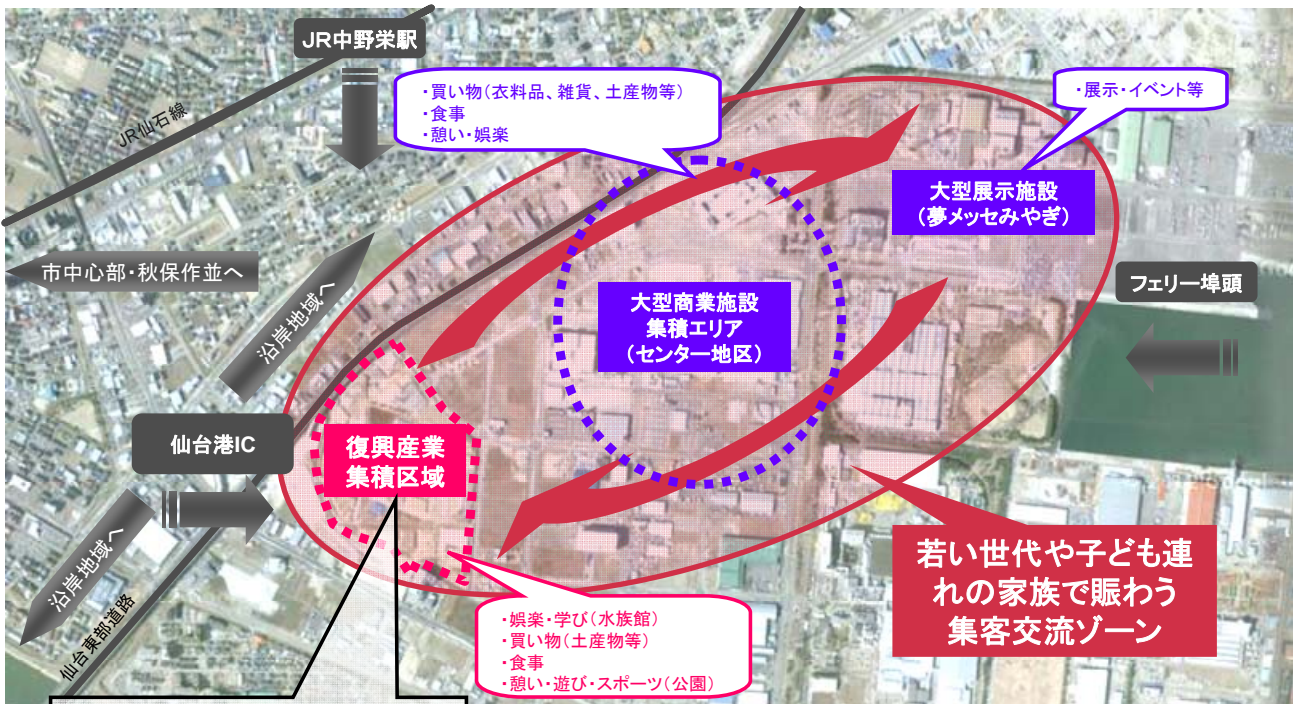 JR中野栄駅
JR仙石線
・買い物(衣料品、雑貨、土産物等)
・食事
・憩い・娯楽
・展示・イベント等
大型展示施設
(夢メッセみやぎ)
市中心部・秋保作並へ
沿岸地域へ
フェリー埠頭
大型商業施設
集積エリア
(センター地区)
仙台港IC
復興産業
集積区域
沿岸地域へ
仙台東部道路
若い世代や子ども連
れの家族で賑わう
集客交流ゾーン
・娯楽・学び(水族館)
・買い物(土産物等)
・食事
・憩い・遊び・スポーツ(公園)